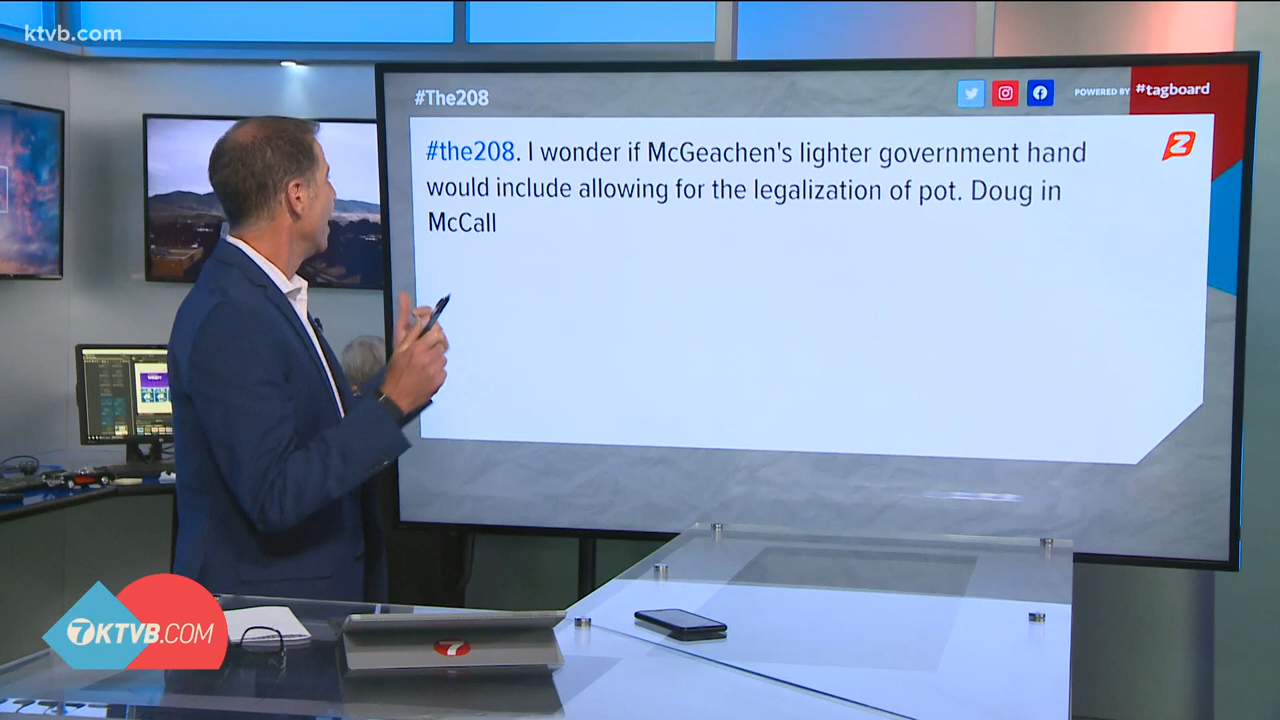 ktvb.com
#The208
POWERED BY #tagboard
#the208. I wonder if McGeachen's lighter government hand
would include allowing for the legalization of pot. Doug in
McCall
7KTVB.COM
7